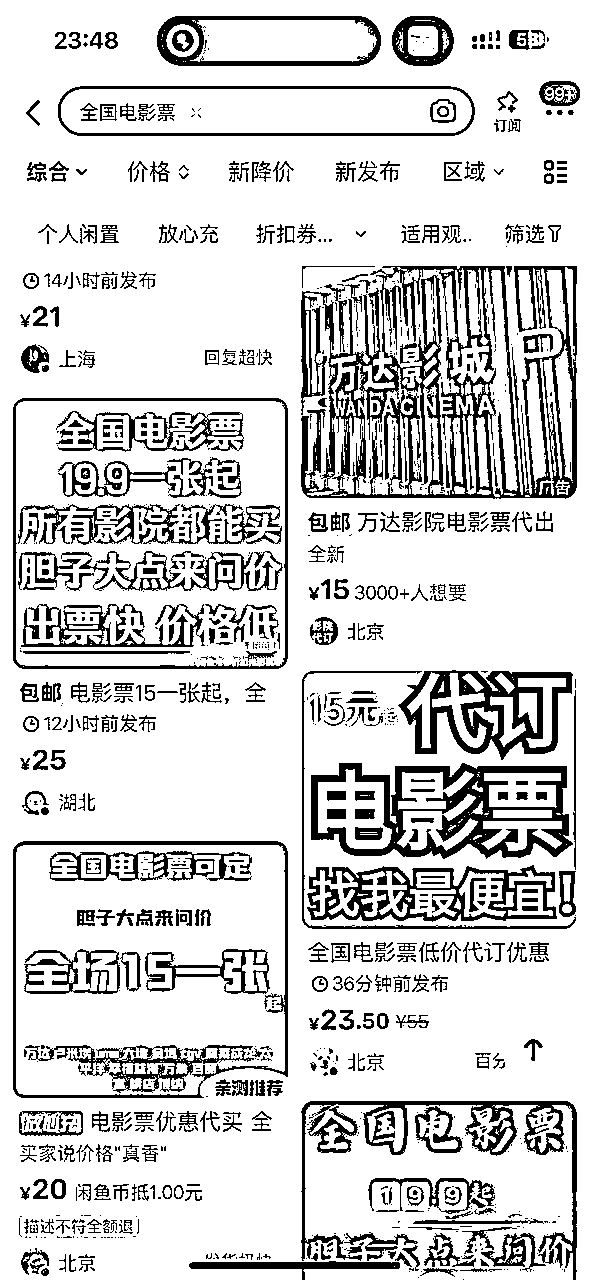 23:48
全国电影票
订阅
综合
价格
新降价
新发布
区域
个人闲置
放心充
折扣券...
适用观..
筛选
14小时前发布
¥21
上海
回复超快
全国电影票
19.9一张起
所有影院都能买
胆子大点来问价
出票快 价格低
包邮 电影票15一张起，全
12小时前发布
¥25
湖北
全国电影票可定
胆子大点来问价
全场15一张
起
亲测推荐
电影票优惠代买 全
买家说价格"真香"
¥20 闲鱼币抵1.00元
描述不符全额退
北京
万达影城
WANDA CINEMA
广告
包邮 万达影院电影票代出
全新
¥15 3000+人想要
北京
15元起
代订
电影票
找我最便宜!
全国电影票低价代订优惠
36分钟前发布
¥23.50 ¥55
北京
百分
全国电影票
19.9起
胆子大点来问价